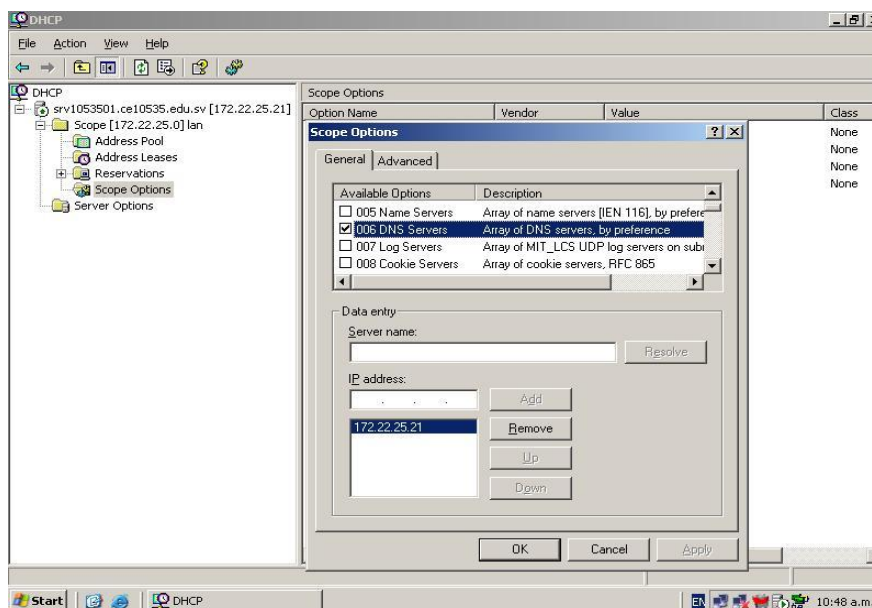 DHCP
File Action View Help
DHCP
srv1053501.ce10535.edu.sv [172.22.25.21]
Scope [172.22.25.0] lan
Address Pool
Address Leases
Reservations
Scope Options
Server Options
Scope Options
Option Name Vendor Value Class
None
None
None
None
Scope Options
General Advanced
Available Options Description
005 Name Servers Array of name servers [IEN 116], by prefere
006 DNS Servers Array of DNS servers, by preference
007 Log Servers Array of MIT_LCS UDP log servers on subn
008 Cookie Servers Array of cookie servers, RFC 865
Data entry
Server name:
Resolve
IP address:
Add
172.22.25.21
Remove
Up
Down
OK Cancel Apply
Start DHCP EN 10:48 a.m.